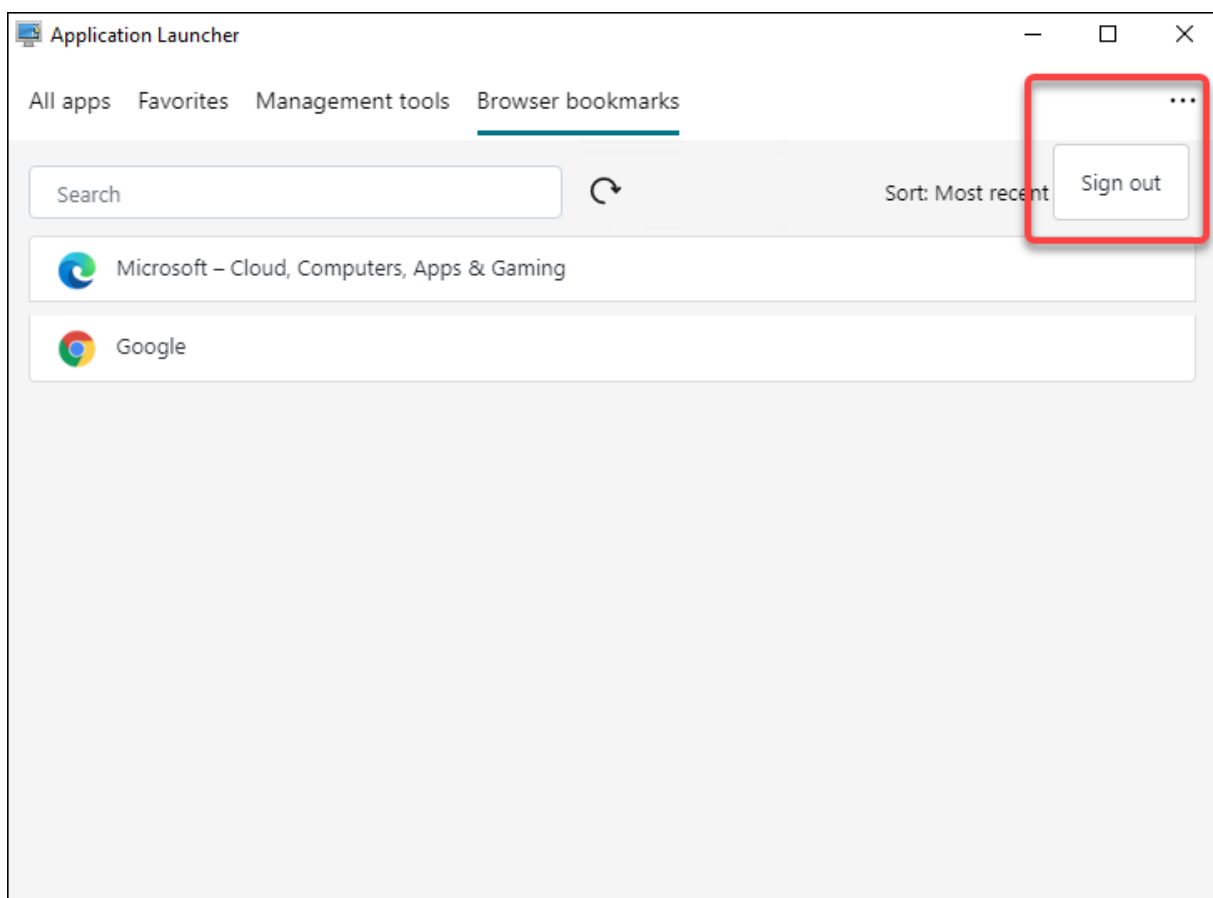 Application Launcher
All apps Favorites Management tools Browser bookmarks ...
Search Sort: Most recent Sign out
Microsoft – Cloud, Computers, Apps & Gaming
Google